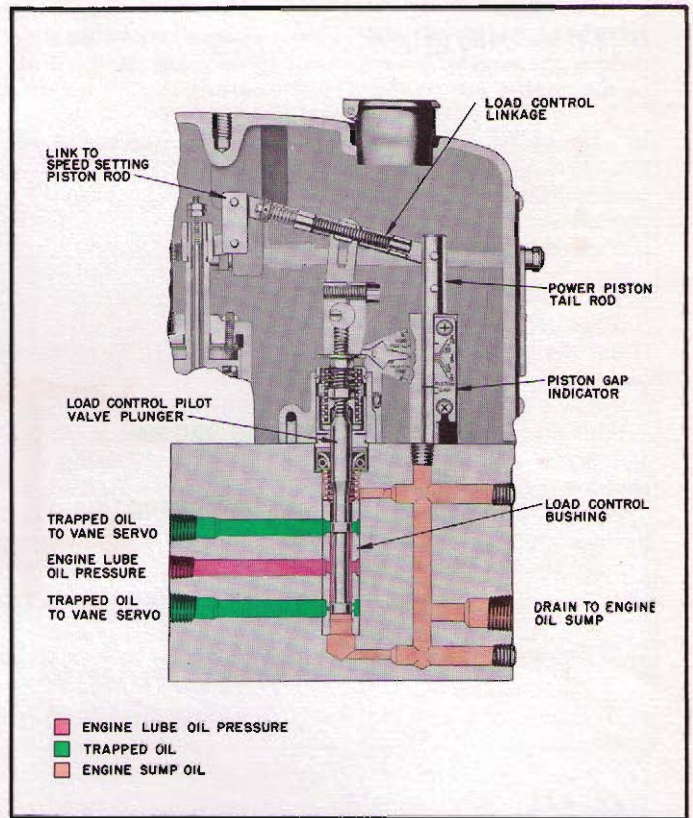 LOAD CONTROL
LINKAGE
LINK TO
SPEED SETTING
PISTON ROD
POWER PISTON
TAIL ROD
PISTON GAP
INDICATOR
LOAD CONTROL PILOT
VALVE PLUNGER
LOAD CONTROL
BUSHING
TRAPPED OIL
TO VANE SERVO
ENGINE LUBE
OIL PRESSURE
TRAPPED OIL
TO VANE SERVO
DRAIN TO ENGINE
OIL SUMP
ENGINE LUBE OIL PRESSURE
TRAPPED OIL
ENGINE SUMP OIL